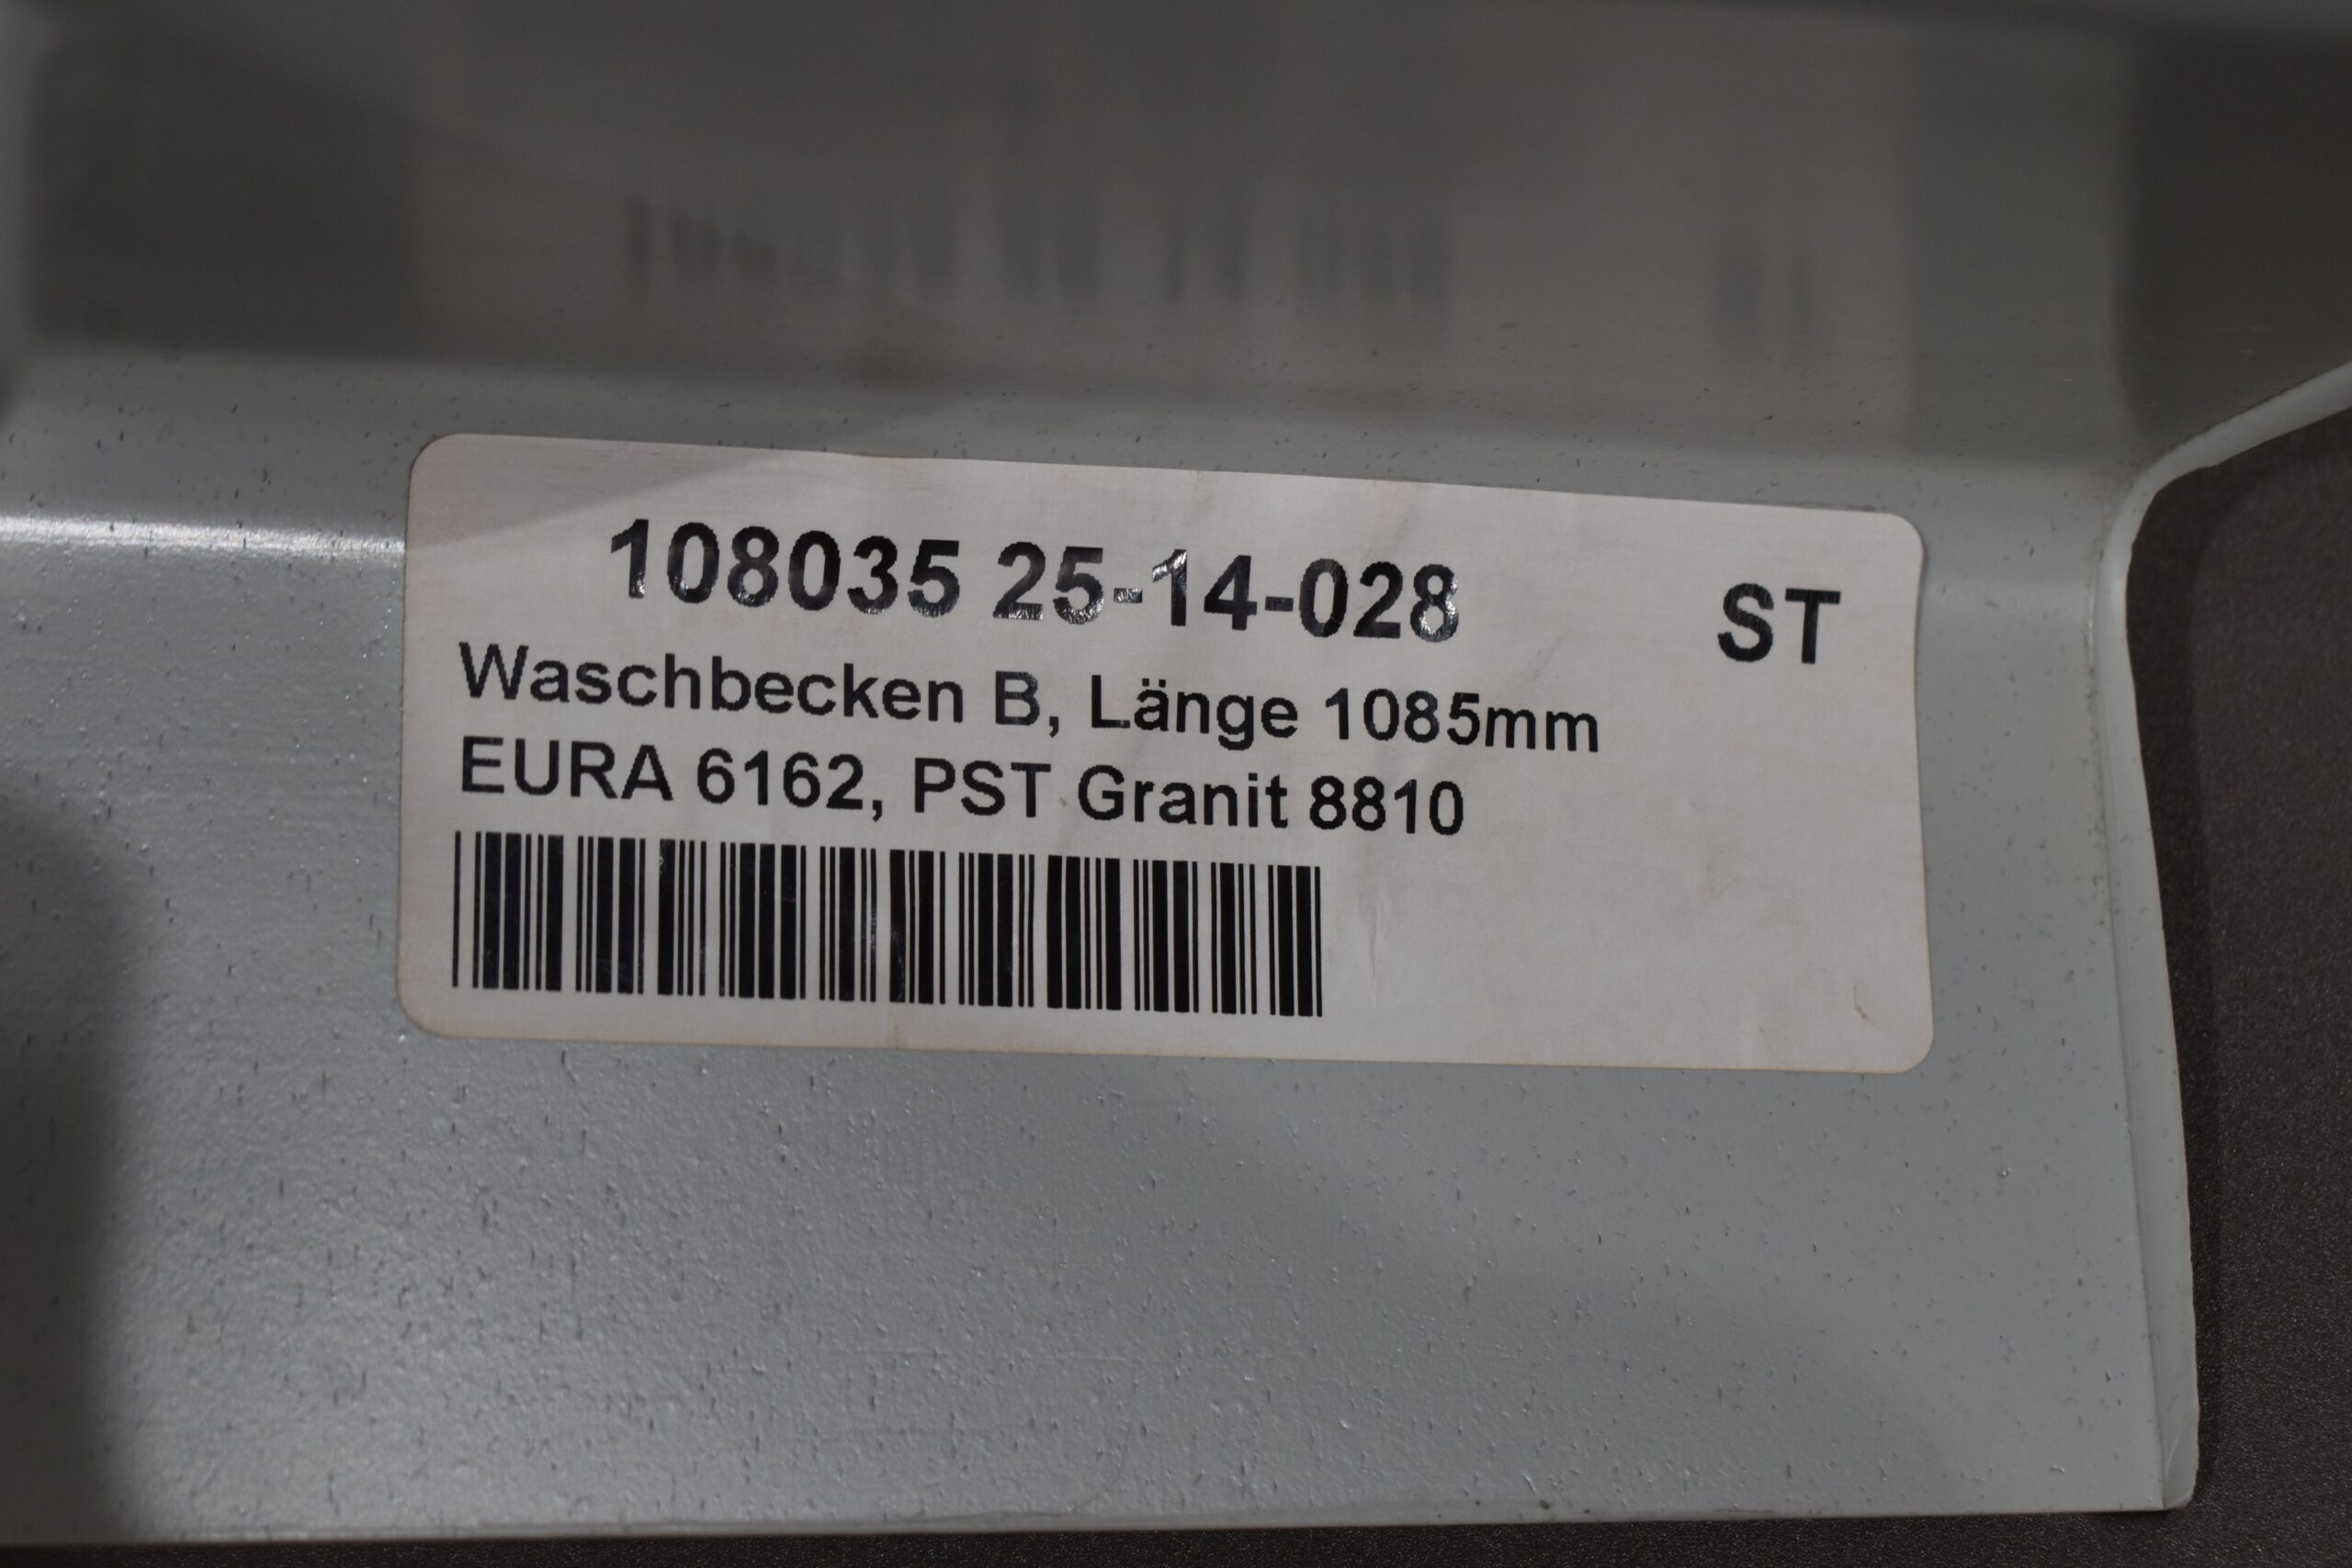 108035 25-14-028 ST
Waschbecken B, Länge 1085mm
EURA 6162, PST Granit 8810